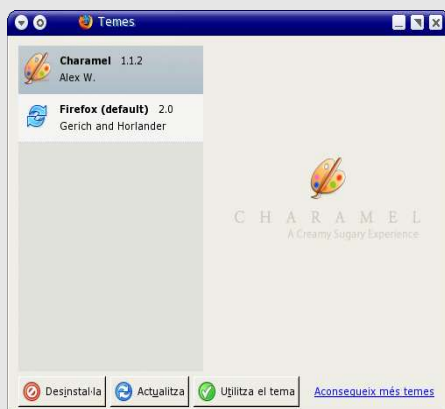 Temes
Charamel 1.1.2
Alex W.
Firefox (default) 2.0
Gerich and Horlander
CHARAMEL
A Creamy Sugary Experience
Desinstal·la
Actualitza
Utilitza el tema
Aconsegueix més temes